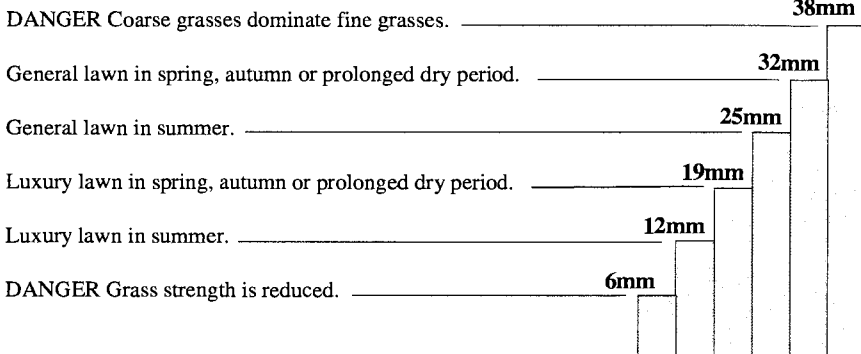 DANGER Coarse grasses dominate fine grasses. 38mm
General lawn in spring, autumn or prolonged dry period. 32mm
General lawn in summer. 25mm
Luxury lawn in spring, autumn or prolonged dry period. 19mm
Luxury lawn in summer. 12mm
DANGER Grass strength is reduced. 6mm